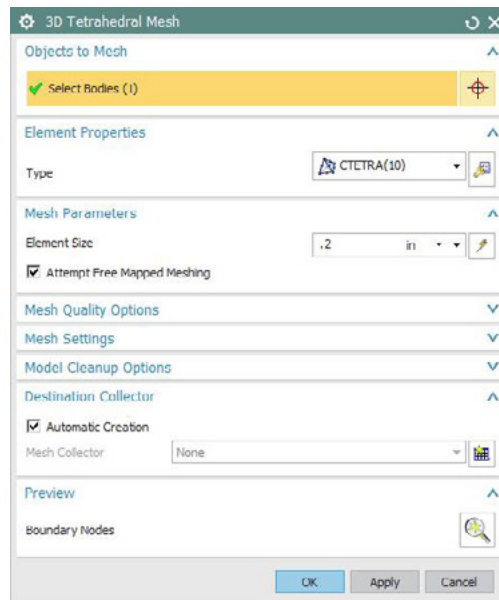 3D Tetrahedral Mesh
Objects to Mesh
Select Bodies (1)
Element Properties
Type
CTETRA(10)
Mesh Parameters
Element Size
.2 in
Attempt Free Mapped Meshing
Mesh Quality Options
Mesh Settings
Model Cleanup Options
Destination Collector
Automatic Creation
Mesh Collector None
Preview
Boundary Nodes
OK Apply Cancel